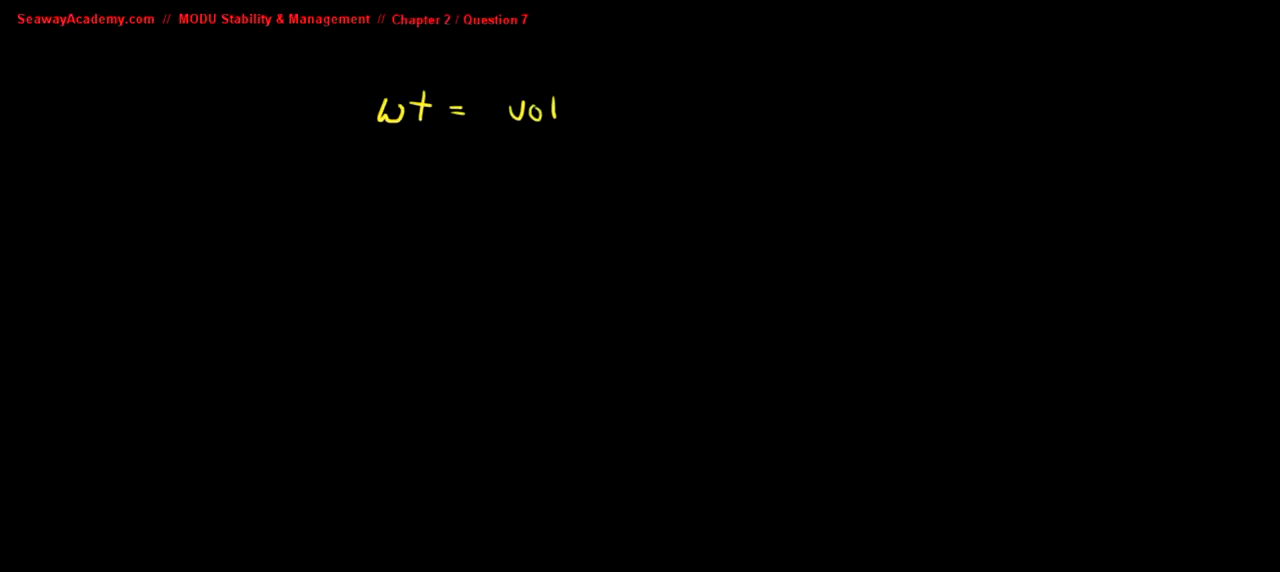 SeawayAcademy.com // MODU Stability & Management // Chapter 2 / Question 7
wt = vol